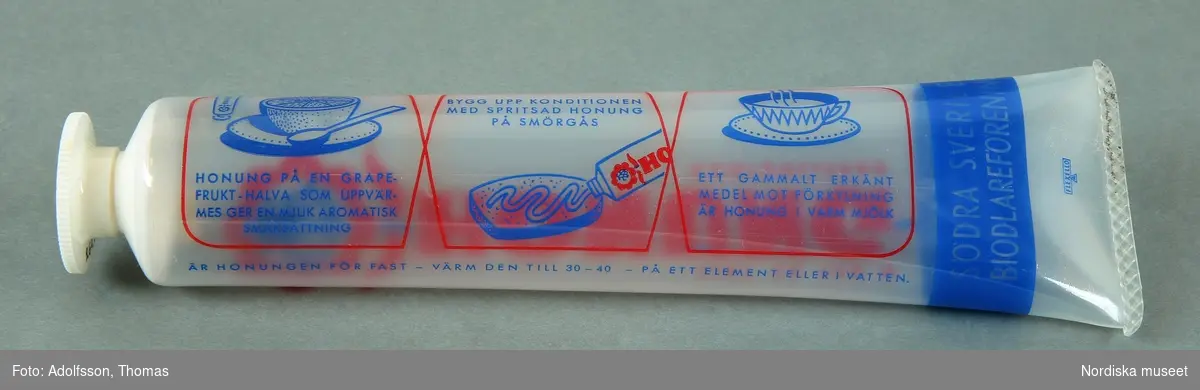 HONUNG PÅ EN GRAPE-
FRUKT-HALVA SOM UPPVÄR-
MES GER EN MJUK AROMATISK
SMAKSÄTTNING
BYGG UPP KONDITIONEN
MED SPRITSAD HONUNG
PÅ SMÖRGÅS
HO
ETT GAMMALT ERKÄNT
MEDEL MOT FÖRKYLNING
ÄR HONUNG I VARM MJÖLK
ÄR HONUNGEN FÖR FAST – VÄRM DEN TILL 30–40 – PÅ ETT ELEMENT ELLER I VATTEN.
SÖDRA SVERI
BIODLAREFÖREN
Foto: Adolfsson, Thomas
Nordiska museet